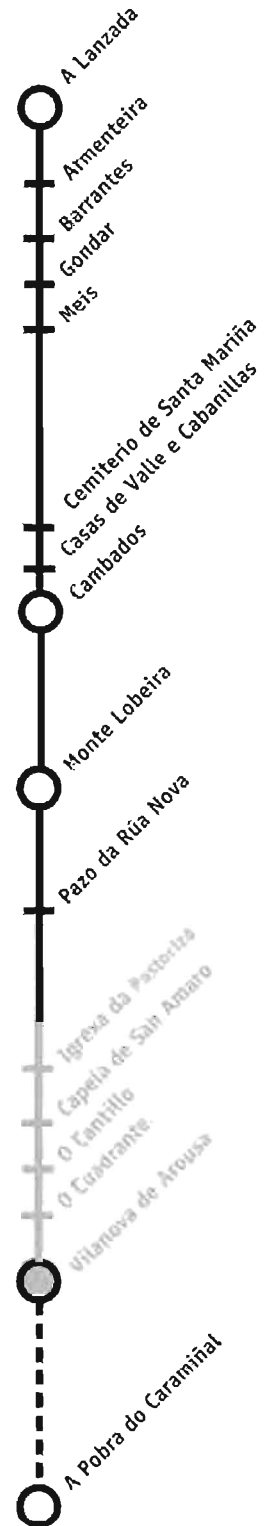 A Lanzada
Armenteira
Barrantes
Gondar
Meis
Cemiterio de Santa Mariña
Casas de Valle e Cabanillas
Cambados
Monte Lobeira
Pazo da Rúa Nova
Igrexa da Pastoriza
Capela de San Amaro
O Cantillo
O Cuadrante.
Vilanova de Arousa
A Pobra do Caramiñal